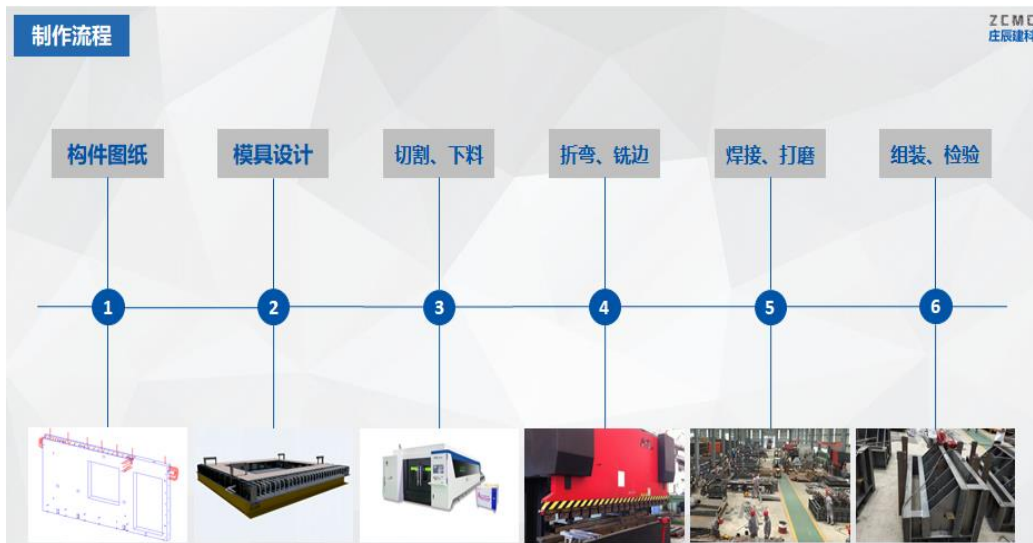 制作流程
ZCMD
庄辰建科
构件图纸
模具设计
切割、下料
折弯、铣边
焊接、打磨
组装、检验
1
2
3
4
5
6